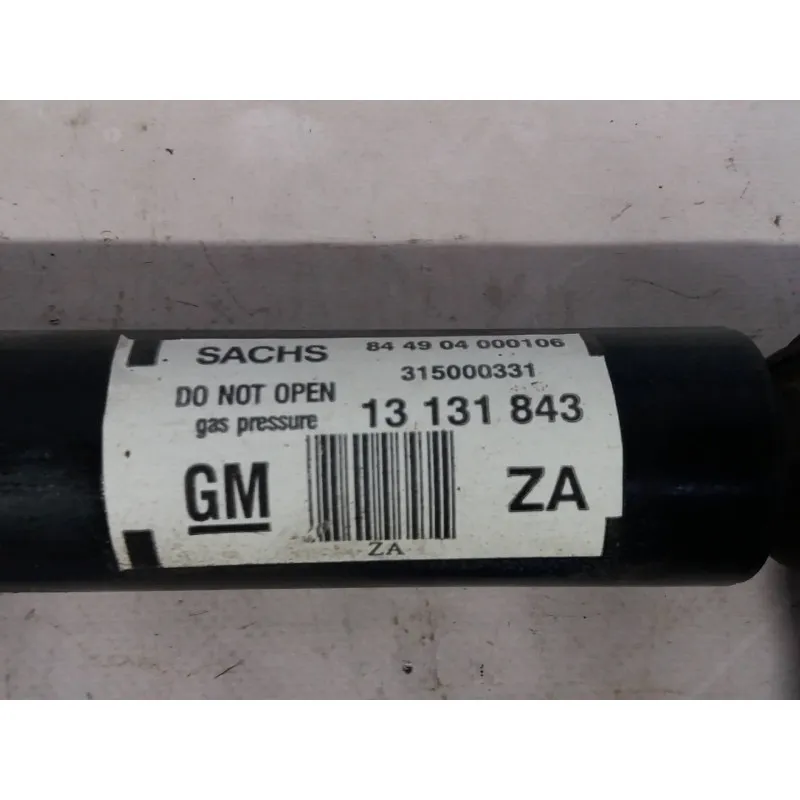 SACHS 84 49 04 000106
315000331
DO NOT OPEN
gas pressure 13 131 843
GM ZA
ZA